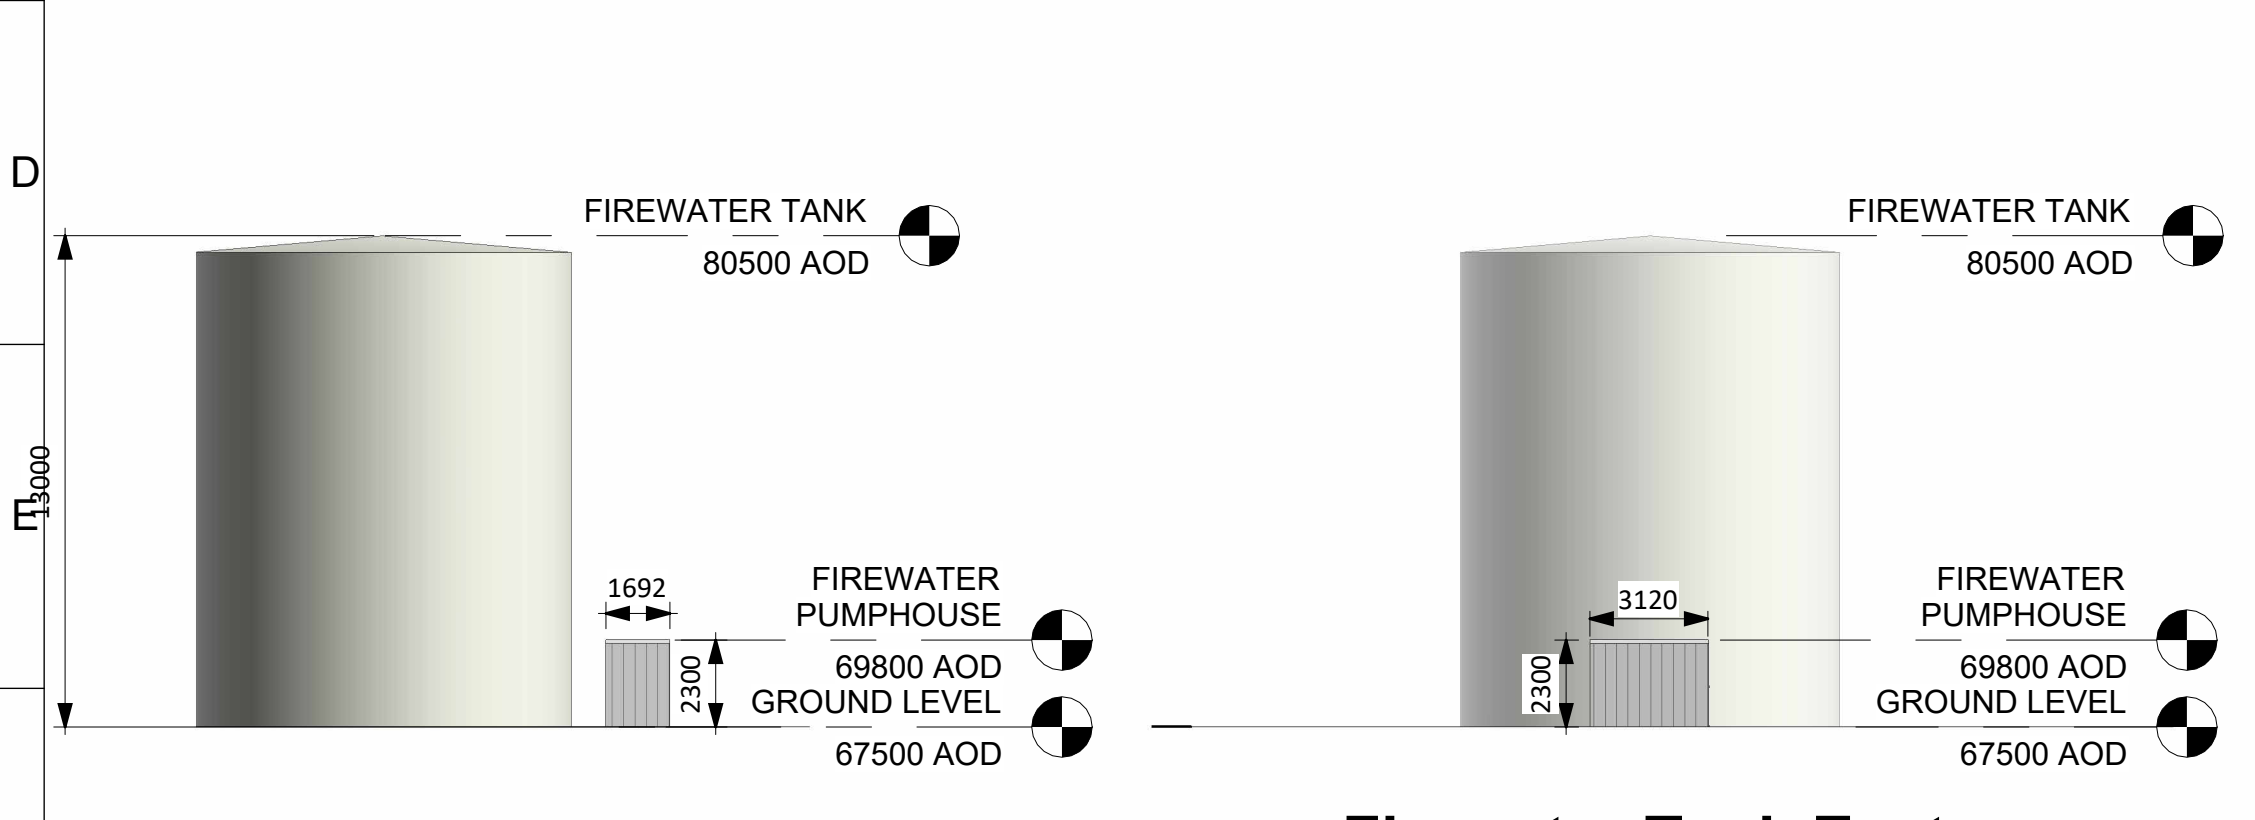 D
FIREWATER TANK
80500 AOD
13000
E
1692
2300
FIREWATER
PUMPHOUSE
69800 AOD
GROUND LEVEL
67500 AOD
FIREWATER TANK
80500 AOD
3120
2300
FIREWATER
PUMPHOUSE
69800 AOD
GROUND LEVEL
67500 AOD